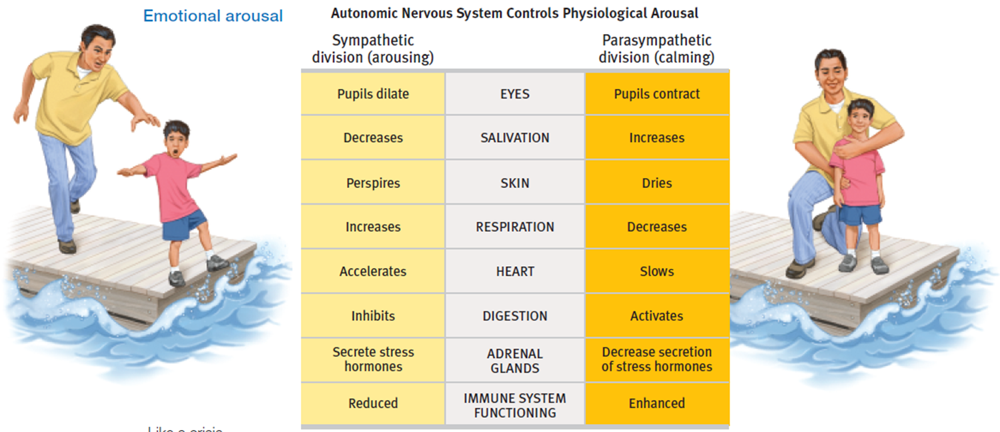 Emotional arousal
Autonomic Nervous System Controls Physiological Arousal
Sympathetic
division (arousing)
Parasympathetic
division (calming)
Pupils dilate
EYES
Pupils contract
Decreases
SALIVATION
Increases
Perspires
SKIN
Dries
Increases
RESPIRATION
Decreases
Accelerates
HEART
Slows
Inhibits
DIGESTION
Activates
Secrete stress
hormones
ADRENAL
GLANDS
Decrease secretion
of stress hormones
Reduced
IMMUNE SYSTEM
FUNCTIONING
Enhanced
Like a crisis